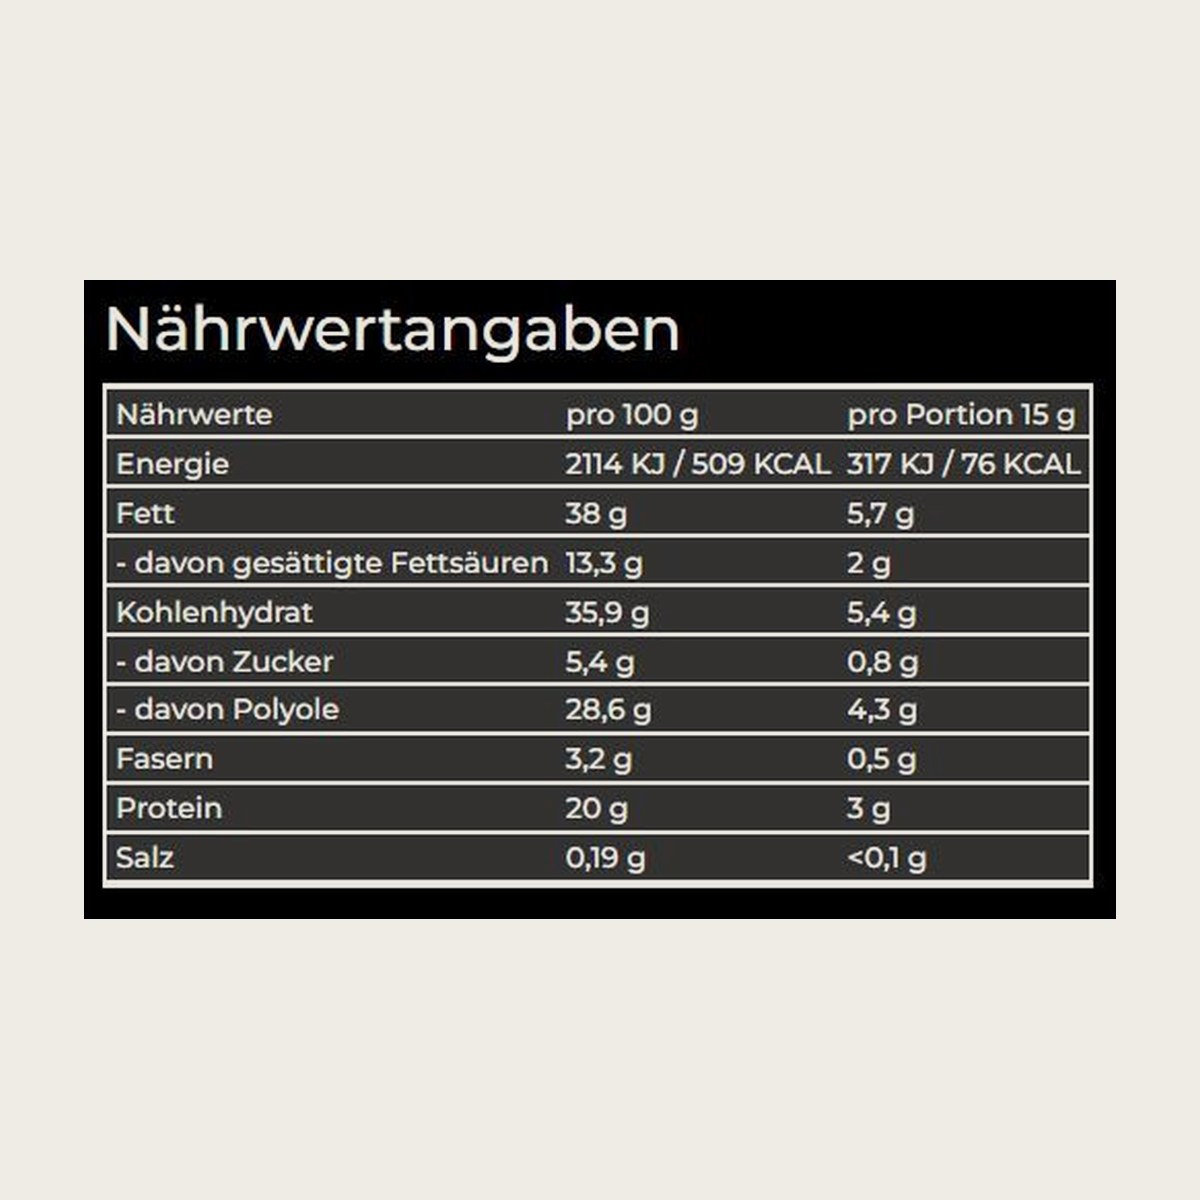 Nährwertangaben
Nährwerte pro 100 g pro Portion 15 g
Energie 2114 KJ / 509 KCAL 317 KJ / 76 KCAL
Fett 38 g 5,7 g
- davon gesättigte Fettsäuren 13,3 g 2 g
Kohlenhydrat 35,9 g 5,4 g
- davon Zucker 5,4 g 0,8 g
- davon Polyole 28,6 g 4,3 g
Fasern 3,2 g 0,5 g
Protein 20 g 3 g
Salz 0,19 g <0,1 g